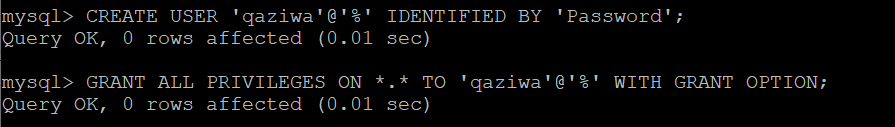 mysql> CREATE USER 'qaziwa'@'%' IDENTIFIED BY 'Password';
Query OK, 0 rows affected (0.01 sec)
mysql> GRANT ALL PRIVILEGES ON *.* TO 'qaziwa'@'%' WITH GRANT OPTION;
Query OK, 0 rows affected (0.01 sec)